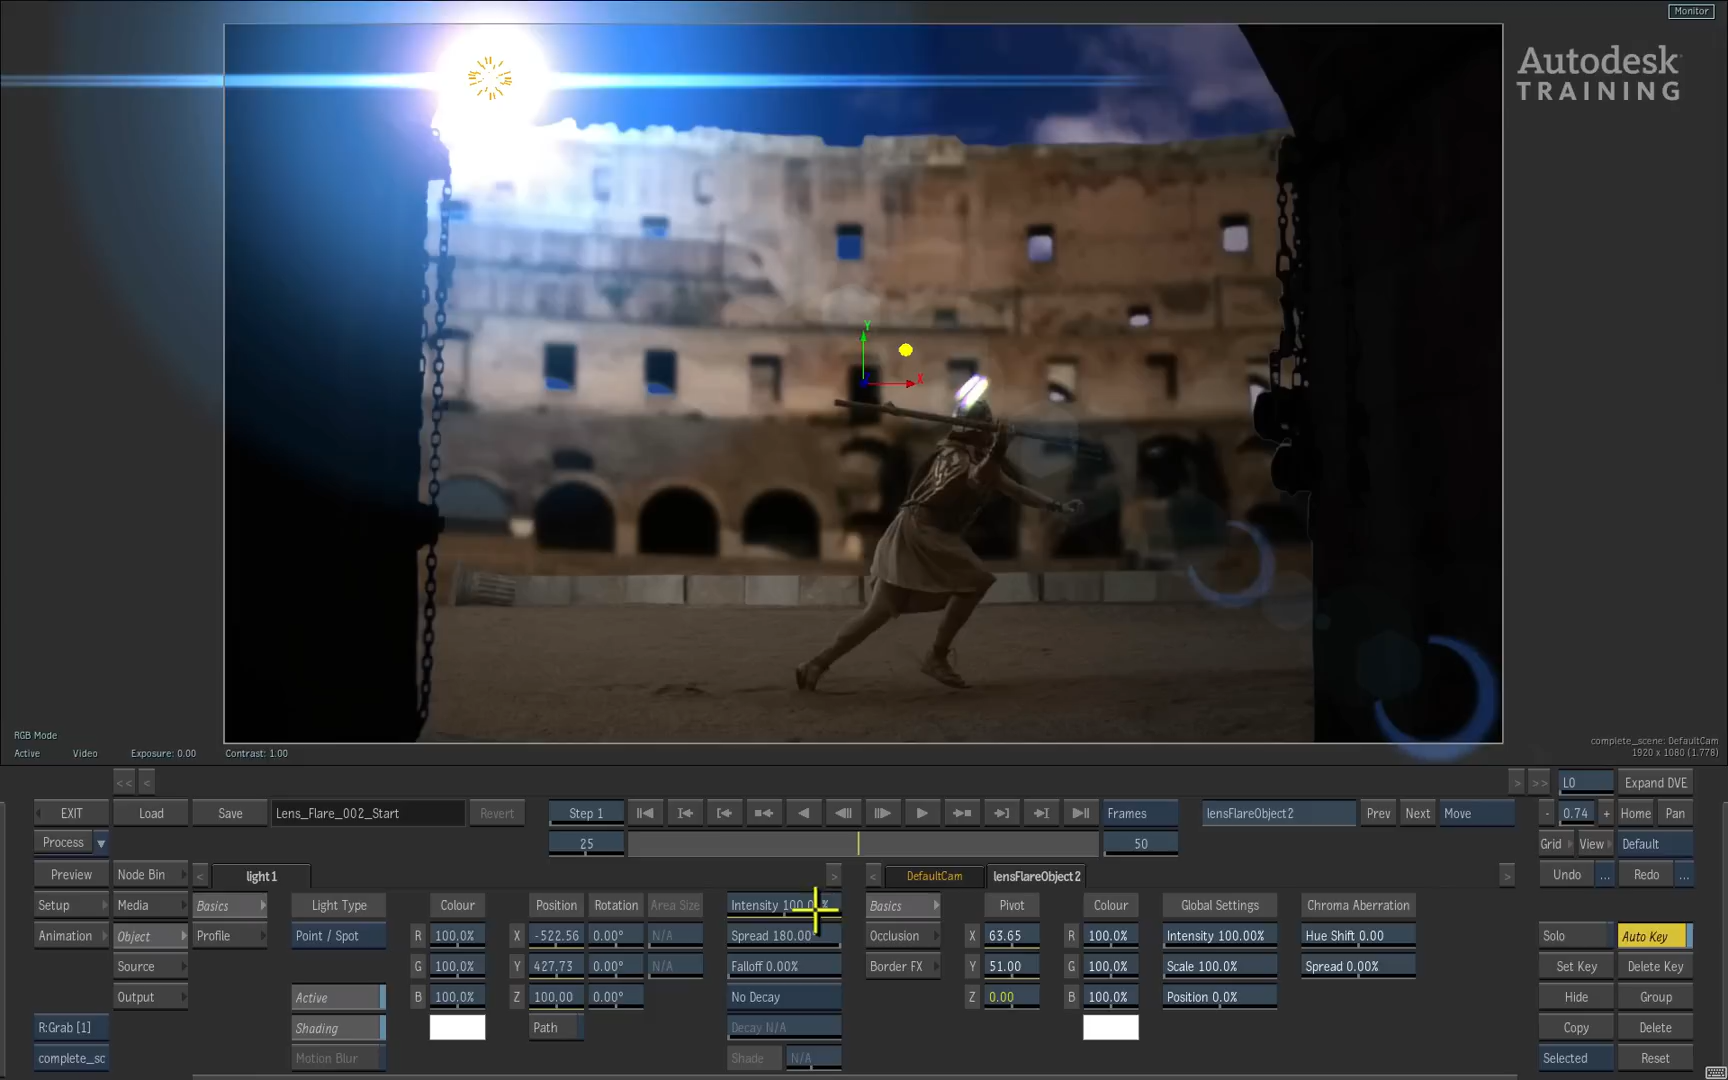 Monitor
Autodesk
TRAINING
Y
X
RGB Mode
Active Video Exposure: 0.00 Contrast: 1.00
complete_scene: DefaultCam
1920 x 1080 (1.778)
<< < > >> L0 Expand DVE
EXIT Load Save Lens_Flare_002_Start Revert Step 1 Frames lensFlareObject2 Prev Next Move - 0.74 + Home Pan
Process 25 50 Grid View Default
Preview Node Bin < light1 > < DefaultCam lensFlareObject2 > Undo ... Redo ...
Setup Media Basics Light Type Colour Position Rotation Area Size Intensity 100.0% Basics Pivot Colour Global Settings Chroma Aberration
Animation Object Profile Point / Spot R 100.0% X -522.56 0.00° N/A Spread 180.00° Occlusion X 63.65 R 100.0% Intensity 100.00% Hue Shift 0.00 Solo Auto Key
Source G 100.0% Y 427.73 0.00° N/A Falloff 0.00% Border FX Y 51.00 G 100.0% Scale 100.0% Spread 0.00% Set Key Delete Key
Output Active B 100.0% Z 100.00 0.00° No Decay Z 0.00 B 100.0% Position 0.0% Hide Group
R:Grab [1] Shading Path Decay N/A Copy Delete
complete_sc Motion Blur Shade N/A Selected Reset